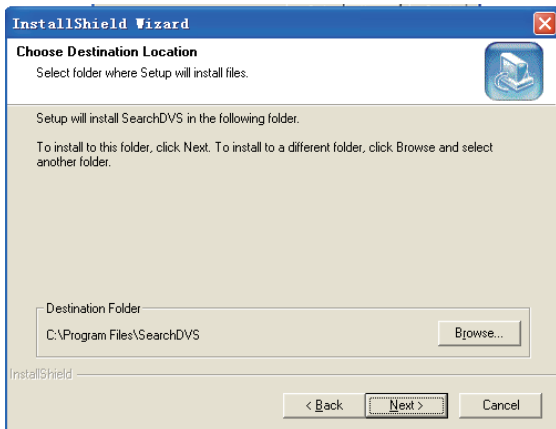 InstallShield Wizard
Choose Destination Location
Select folder where Setup will install files.
Setup will install SearchDVS in the following folder.
To install to this folder, click Next. To install to a different folder, click Browse and select
another folder.
Destination Folder
C:\Program Files\SearchDVS
Browse...
InstallShield
< Back
Next >
Cancel